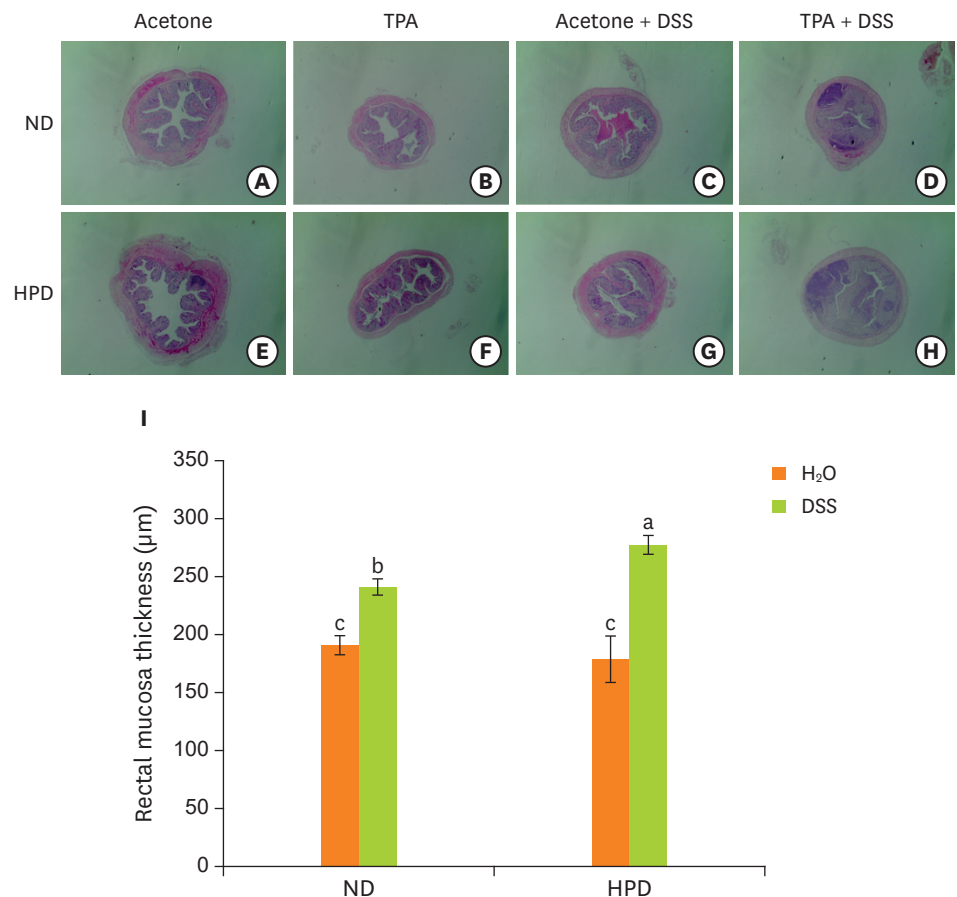 Acetone TPA Acetone + DSS TPA + DSS
ND
A B C D
HPD
E F G H
I
350
300
250
200
150
100
50
0
Rectal mucosa thickness (μm)
H₂O
DSS
c b c a
ND HPD